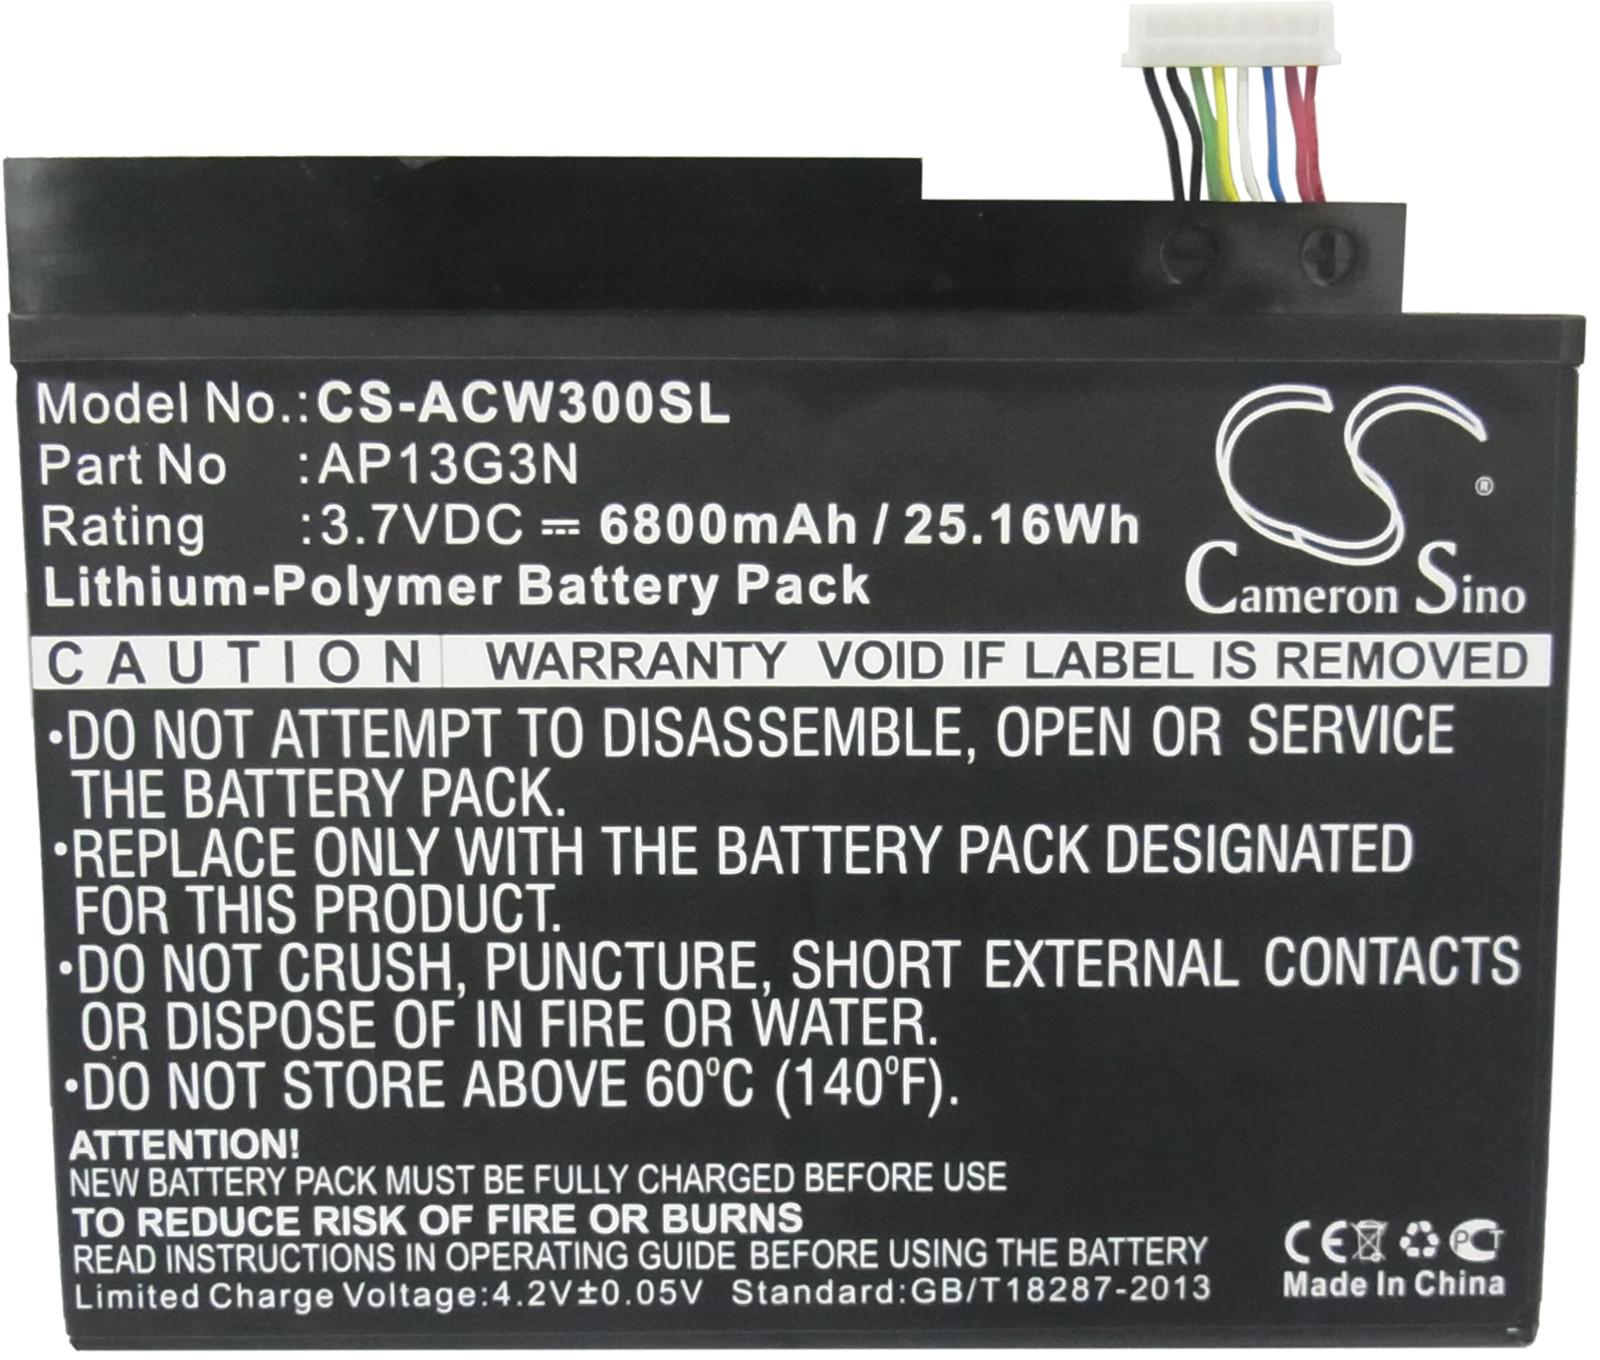 Model No.:CS-ACW300SL
Part No :AP13G3N
Rating :3.7VDC ⎓ 6800mAh / 25.16Wh
Lithium-Polymer Battery Pack
CS ®
Cameron Sino
CAUTION WARRANTY VOID IF LABEL IS REMOVED
•DO NOT ATTEMPT TO DISASSEMBLE, OPEN OR SERVICE
THE BATTERY PACK.
•REPLACE ONLY WITH THE BATTERY PACK DESIGNATED
FOR THIS PRODUCT.
•DO NOT CRUSH, PUNCTURE, SHORT EXTERNAL CONTACTS
OR DISPOSE OF IN FIRE OR WATER.
•DO NOT STORE ABOVE 60°C (140°F).
ATTENTION!
NEW BATTERY PACK MUST BE FULLY CHARGED BEFORE USE
TO REDUCE RISK OF FIRE OR BURNS
READ INSTRUCTIONS IN OPERATING GUIDE BEFORE USING THE BATTERY
Limited Charge Voltage:4.2V±0.05V Standard:GB/T18287-2013
CE PCT
Made In China